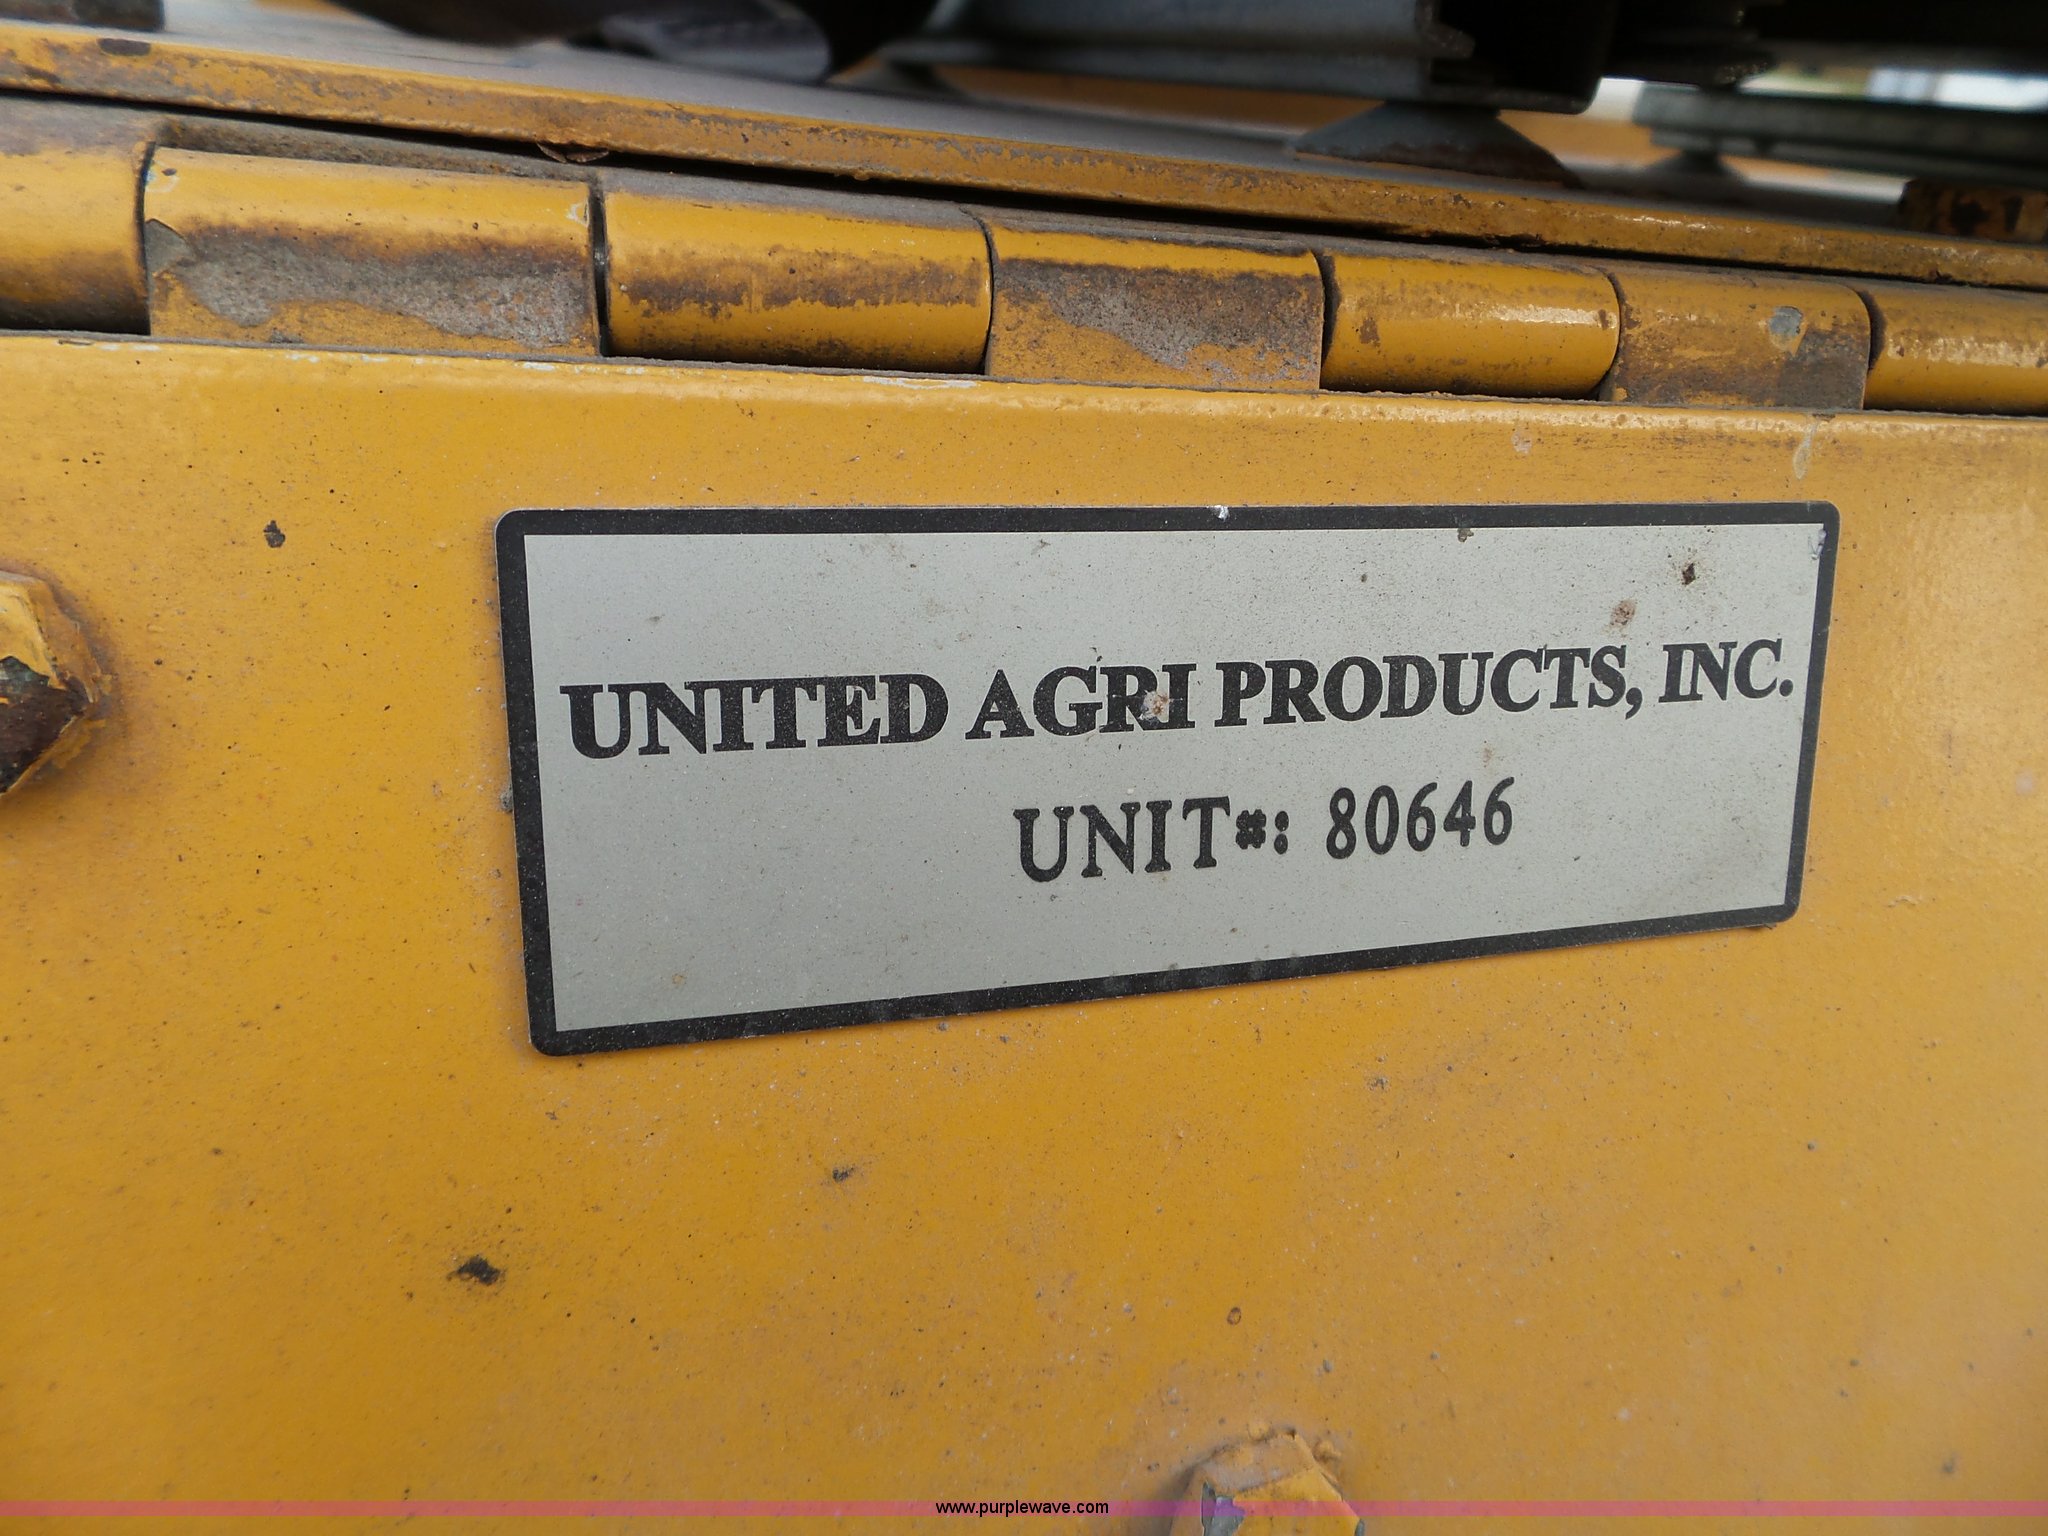 UNITED AGRI PRODUCTS, INC.
UNIT#: 80646
www.purplewave.com